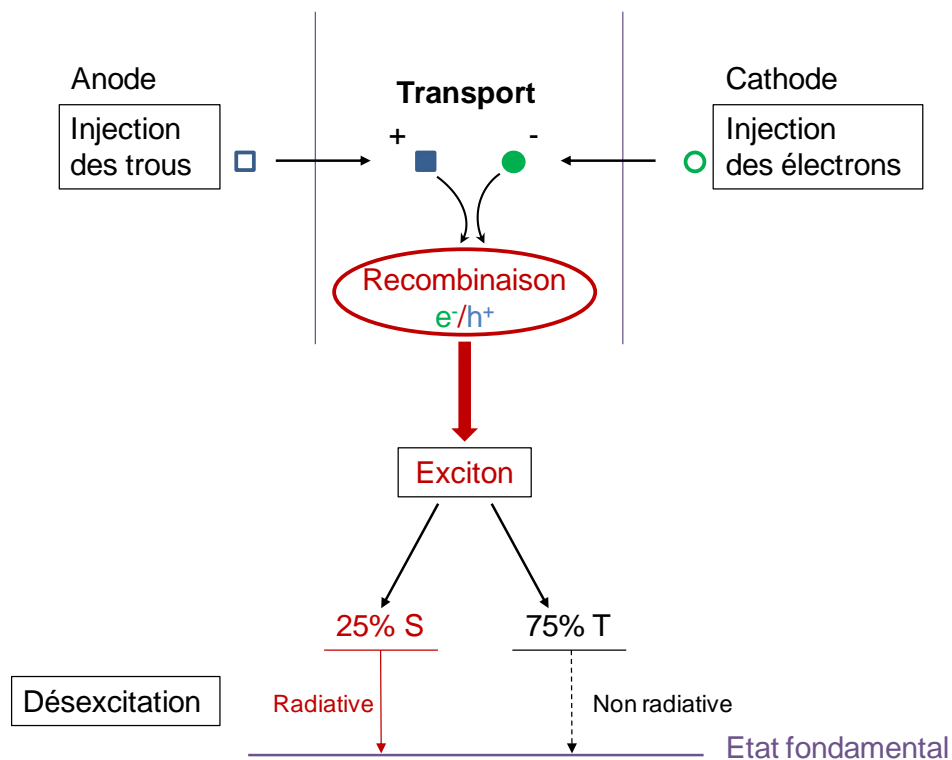 Anode
Injection
des trous
Transport
+
-
Cathode
Injection
des électrons
Recombinaison
e-/h+
Exciton
25% S
75% T
Désexcitation
Radiative
Non radiative
Etat fondamental